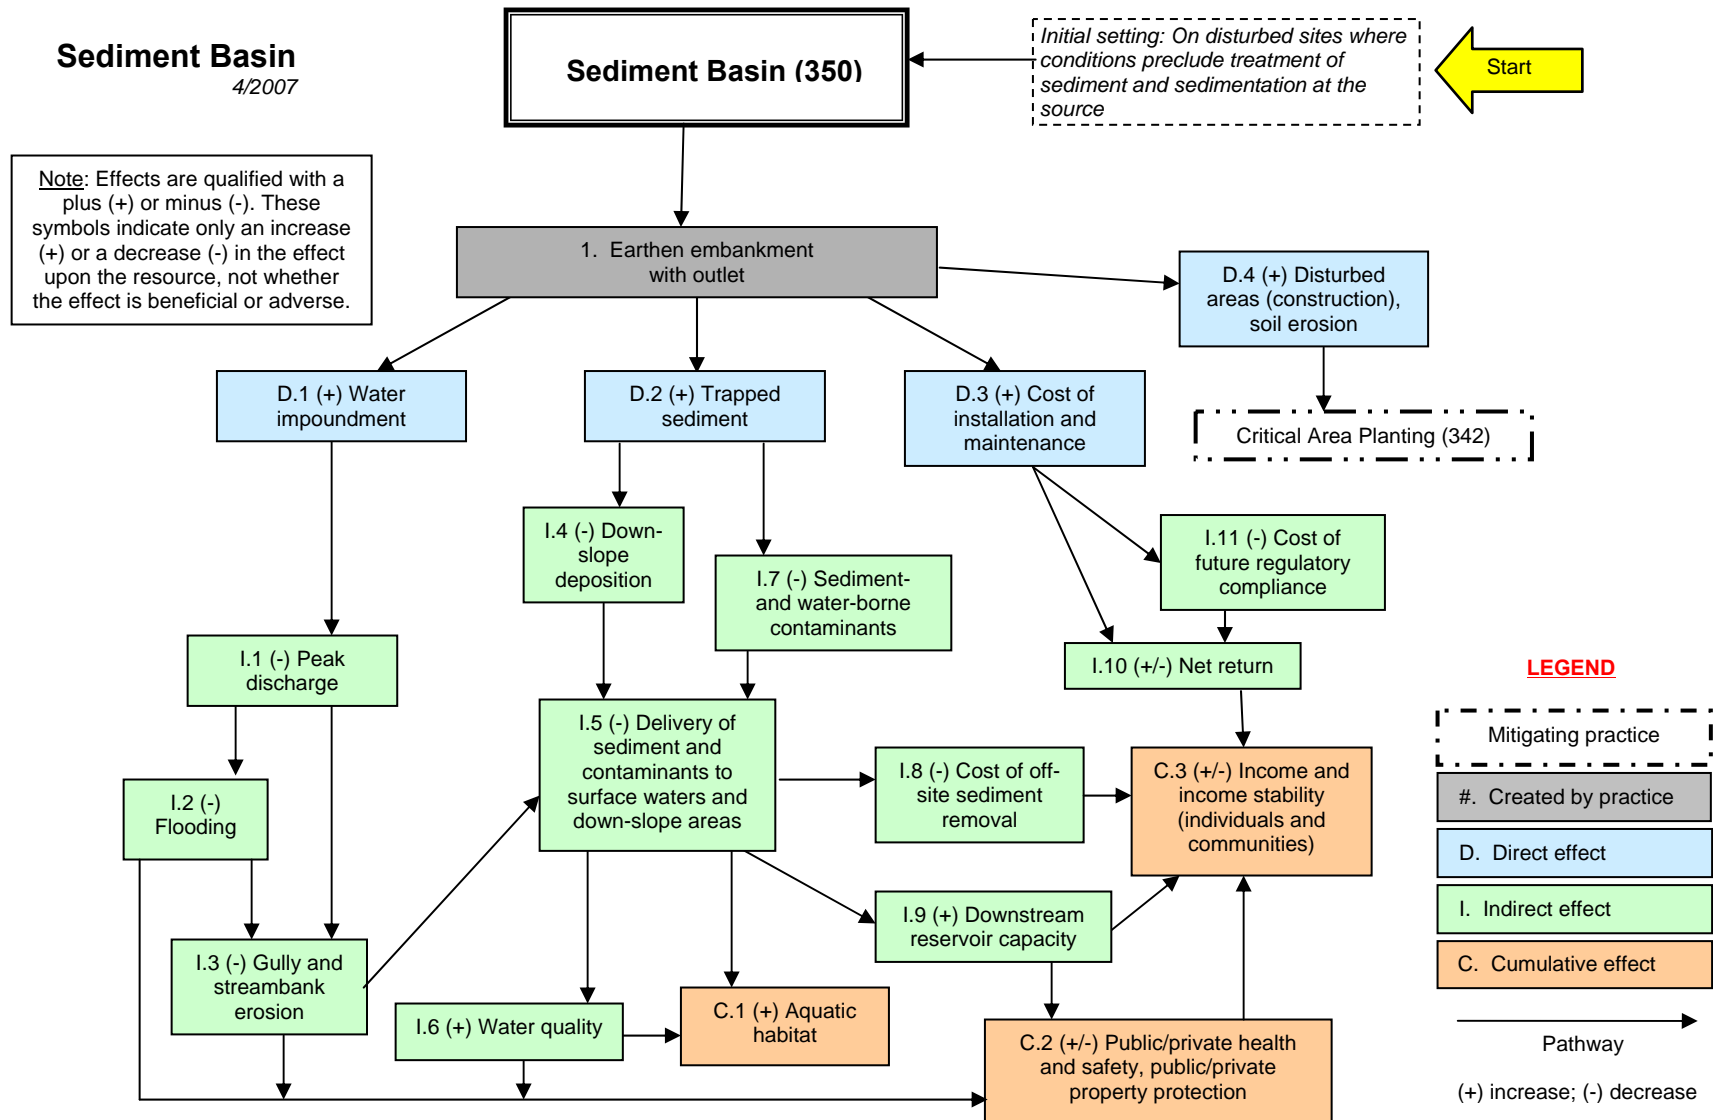 Sediment Basin
4/2007
Sediment Basin (350)
Initial setting: On disturbed sites where
conditions preclude treatment of
sediment and sedimentation at the
source
Start
Note: Effects are qualified with a
plus (+) or minus (-). These
symbols indicate only an increase
(+) or a decrease (-) in the effect
upon the resource, not whether
the effect is beneficial or adverse.
1. Earthen embankment
with outlet
D.4 (+) Disturbed
areas (construction),
soil erosion
D.1 (+) Water
impoundment
D.2 (+) Trapped
sediment
D.3 (+) Cost of
installation and
maintenance
Critical Area Planting (342)
I.4 (-) Down-
slope
deposition
I.7 (-) Sediment-
and water-borne
contaminants
I.11 (-) Cost of
future regulatory
compliance
I.1 (-) Peak
discharge
I.10 (+/-) Net return
I.5 (-) Delivery of
sediment and
contaminants to
surface waters and
down-slope areas
I.8 (-) Cost of off-
site sediment
removal
C.3 (+/-) Income and
income stability
(individuals and
communities)
I.2 (-)
Flooding
I.9 (+) Downstream
reservoir capacity
I.3 (-) Gully and
streambank
erosion
I.6 (+) Water quality
C.1 (+) Aquatic
habitat
C.2 (+/-) Public/private health
and safety, public/private
property protection
LEGEND
Mitigating practice
#. Created by practice
D. Direct effect
I. Indirect effect
C. Cumulative effect
Pathway
(+) increase; (-) decrease